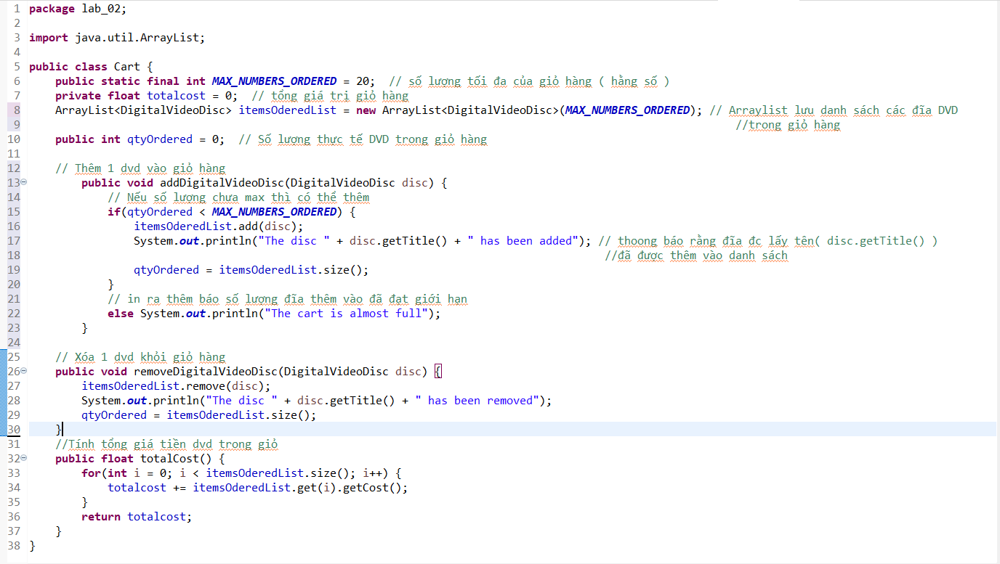 1 package lab_02;
2
3 import java.util.ArrayList;
4
5 public class Cart {
6 public static final int MAX_NUMBERS_ORDERED = 20; // số lượng tối đa của giỏ hàng ( hằng số )
7 private float totalcost = 0; // tổng giá tri giỏ hàng
8 ArrayList<DigitalVideoDisc> itemsOderedList = new ArrayList<DigitalVideoDisc>(MAX_NUMBERS_ORDERED); // Arraylist lưu danh sách các đĩa DVD
9 //trong giỏ hàng
10 public int qtyOrdered = 0; // Số lượng thực tế DVD trong giỏ hàng
11
12 // Thêm 1 dvd vào giỏ hàng
13 public void addDigitalVideoDisc(DigitalVideoDisc disc) {
14 // Nếu số lượng chưa max thì có thể thêm
15 if(qtyOrdered < MAX_NUMBERS_ORDERED) {
16 itemsOderedList.add(disc);
17 System.out.println("The disc " + disc.getTitle() + " has been added"); // thoong báo rằng đĩa đc lấy tên( disc.getTitle() )
18 //đã được thêm vào danh sách
19 qtyOrdered = itemsOderedList.size();
20 }
21 // in ra thêm báo số lượng đĩa thêm vào đã đạt giới hạn
22 else System.out.println("The cart is almost full");
23 }
24
25 // Xóa 1 dvd khỏi giỏ hàng
26 public void removeDigitalVideoDisc(DigitalVideoDisc disc) {
27 itemsOderedList.remove(disc);
28 System.out.println("The disc " + disc.getTitle() + " has been removed");
29 qtyOrdered = itemsOderedList.size();
30 }
31 //Tính tổng giá tiền dvd trong giỏ
32 public float totalCost() {
33 for(int i = 0; i < itemsOderedList.size(); i++) {
34 totalcost += itemsOderedList.get(i).getCost();
35 }
36 return totalcost;
37 }
38 }